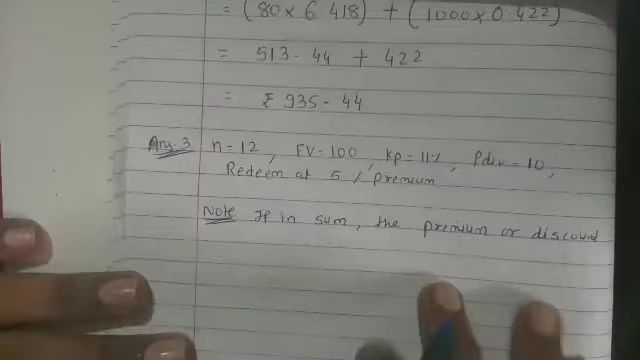 = (80 x 6.418) + (1000 x 0.422)
= 513-44 + 422
= ₹ 935-44
Ans.3 n=12, FV=100, Kp=11%, Pdiv=10,
Redeem at 5% premium
Note If in sum, the premium or discount